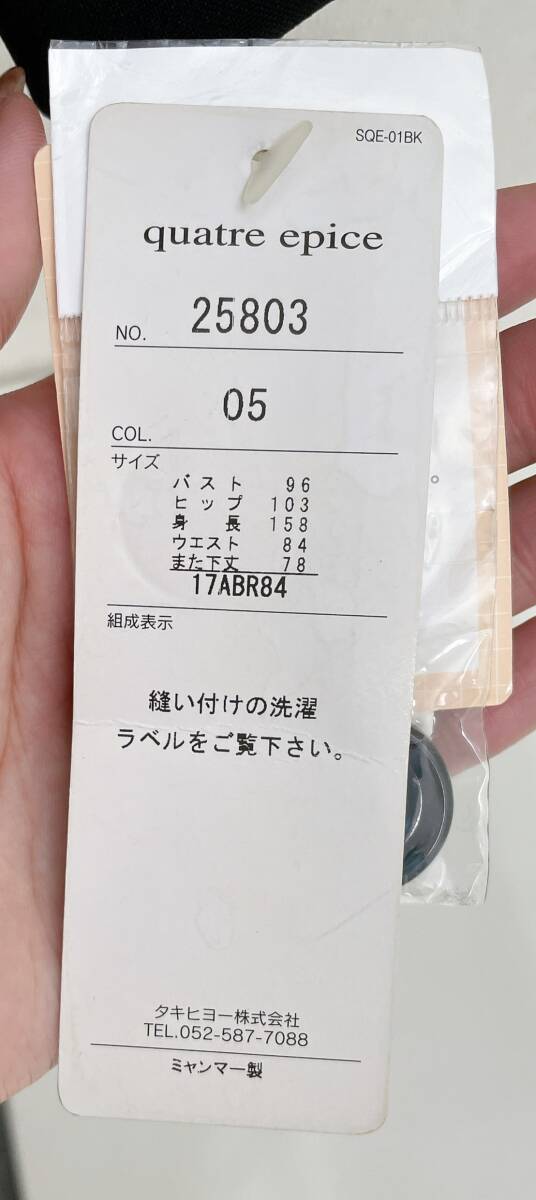 SQE-01BK
quatre epice
NO. 25803
COL. 05
サイズ
バスト 96
ヒップ 103
身長 158
ウエスト 84
また下丈 78
17ABR84
組成表示
縫い付けの洗濯
ラベルをご覧下さい。
タキヒヨー株式会社
TEL.052-587-7088
ミャンマー製
。